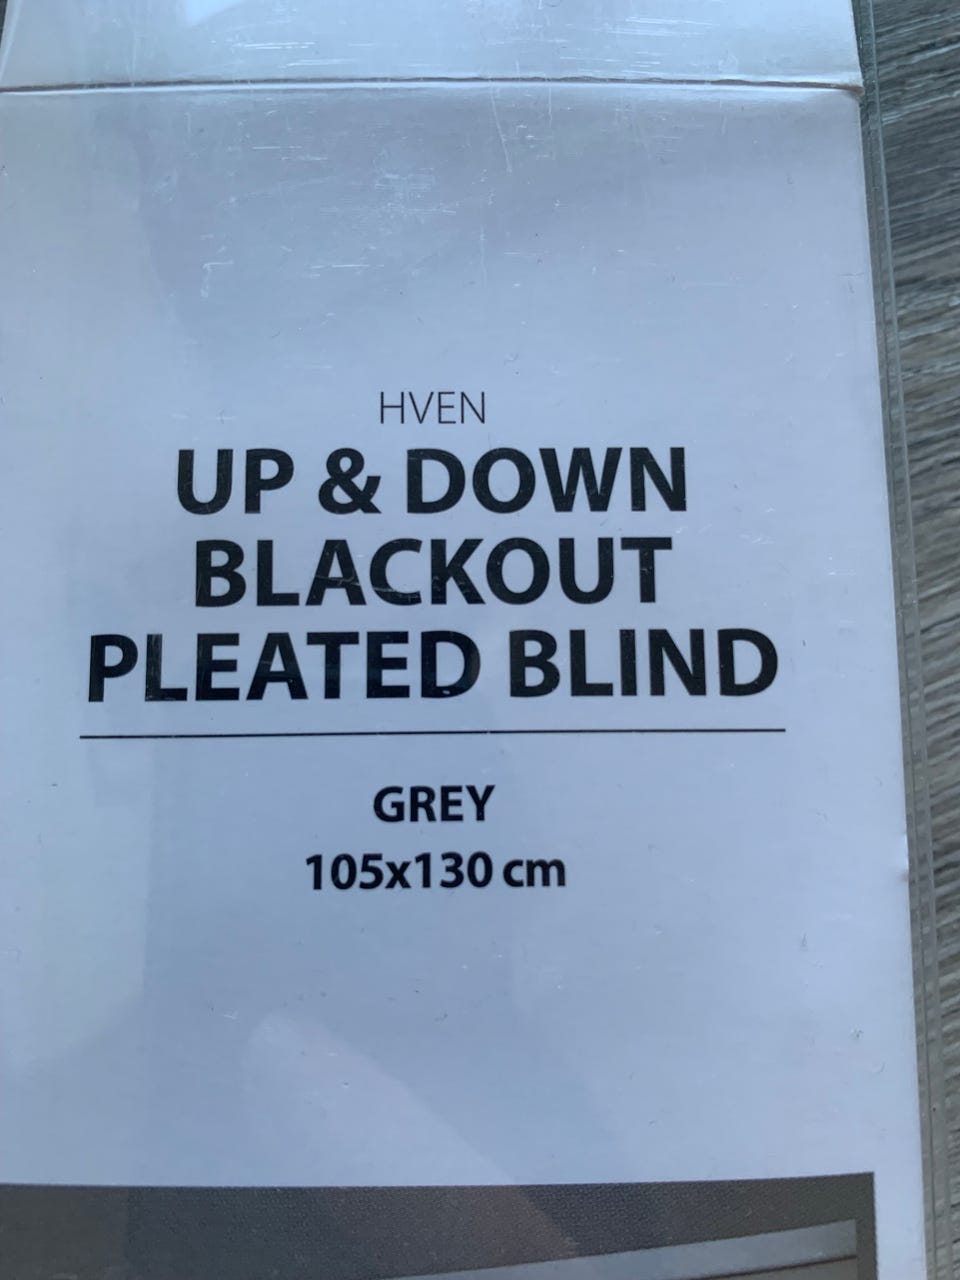 HVEN
UP & DOWN
BLACKOUT
PLEATED BLIND
GREY
105x130 cm